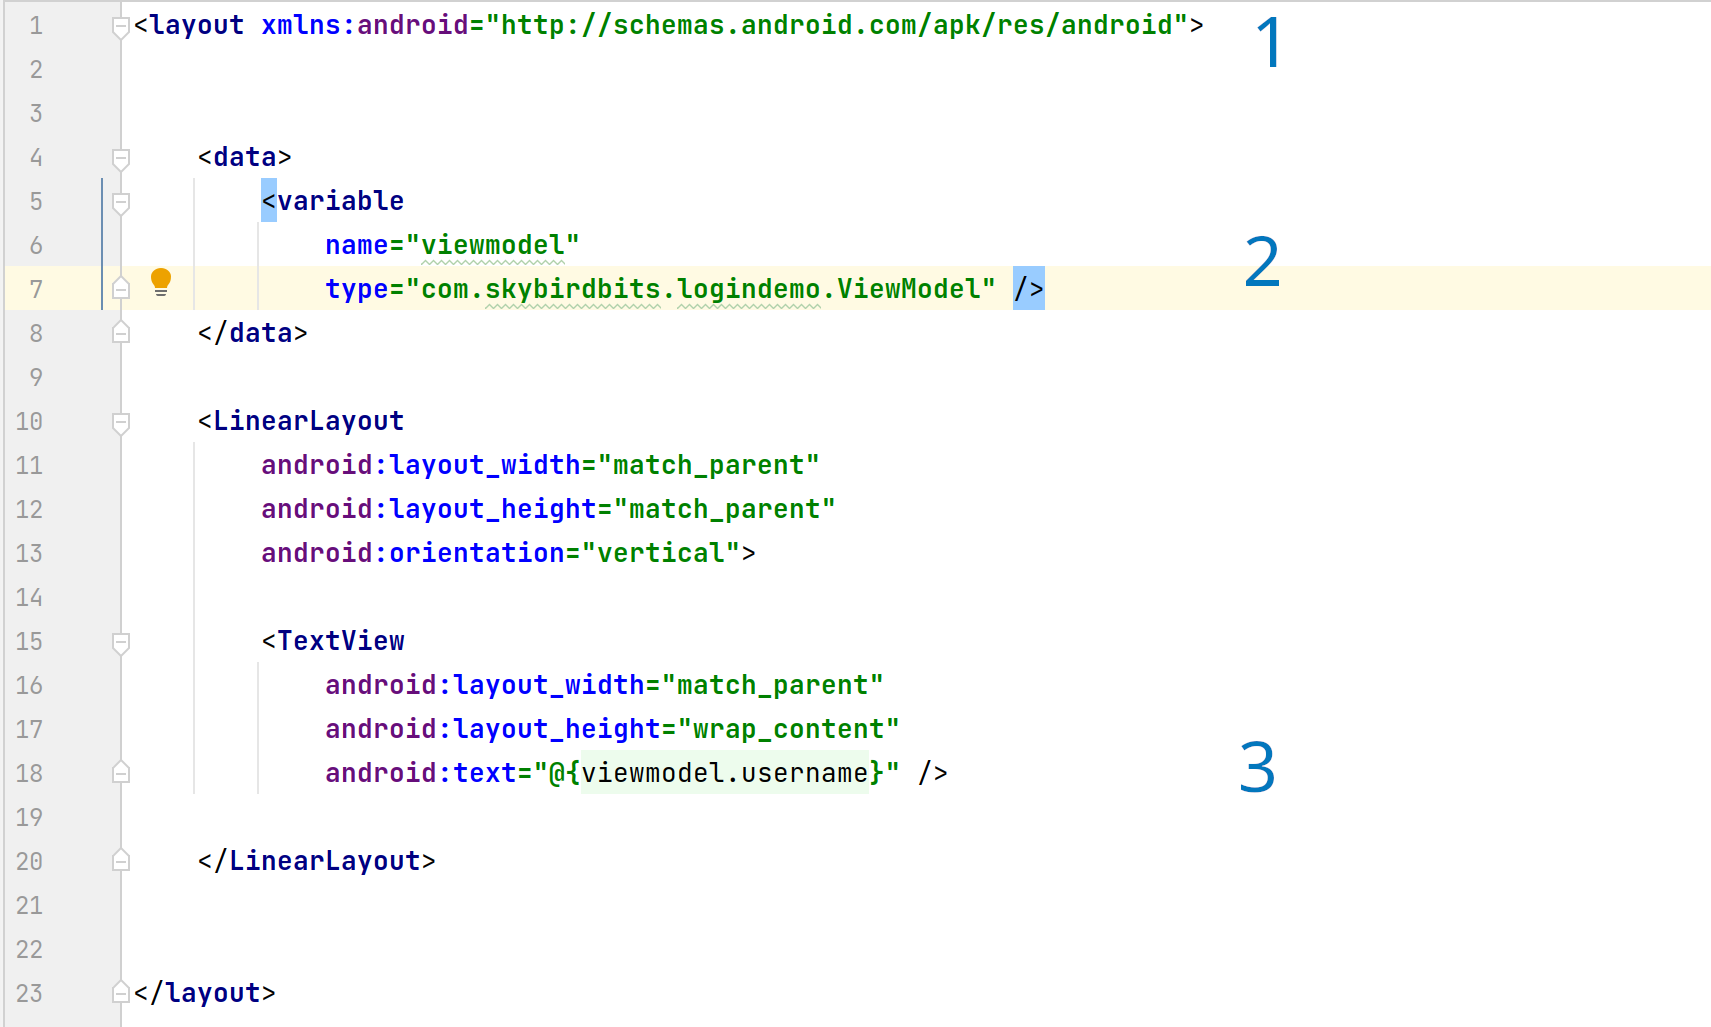 1 <layout xmlns:android="http://schemas.android.com/apk/res/android"> 1
2
3
4 <data>
5 <variable
6 name="viewmodel" 2
7 type="com.skybirdbits.logindemo.ViewModel" />
8 </data>
9
10 <LinearLayout
11 android:layout_width="match_parent"
12 android:layout_height="match_parent"
13 android:orientation="vertical">
14
15 <TextView
16 android:layout_width="match_parent"
17 android:layout_height="wrap_content"
18 android:text="@{viewmodel.username}" /> 3
19
20 </LinearLayout>
21
22
23 </layout>